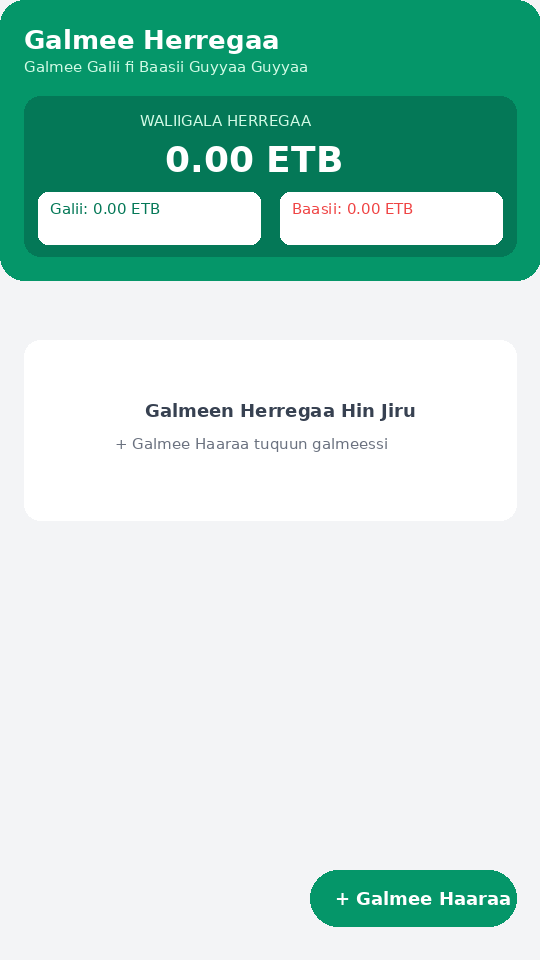 Galmee Herregaa
Galmee Galii fi Baasii Guyyaa Guyyaa
WALIIGALA HERREGAA
0.00 ETB
Galii: 0.00 ETB
Baasii: 0.00 ETB
Galmeen Herregaa Hin Jiru
+ Galmee Haaraa tuquun galmeessi
+ Galmee Haaraa